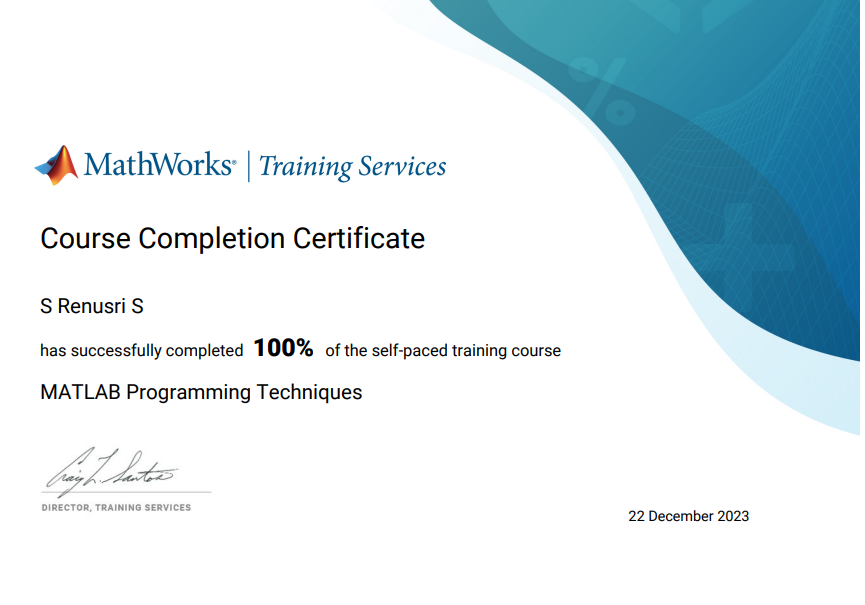 MathWorks® | Training Services
Course Completion Certificate
S Renusri S
has successfully completed 100% of the self-paced training course
MATLAB Programming Techniques
Craig L. Santos
DIRECTOR, TRAINING SERVICES
22 December 2023